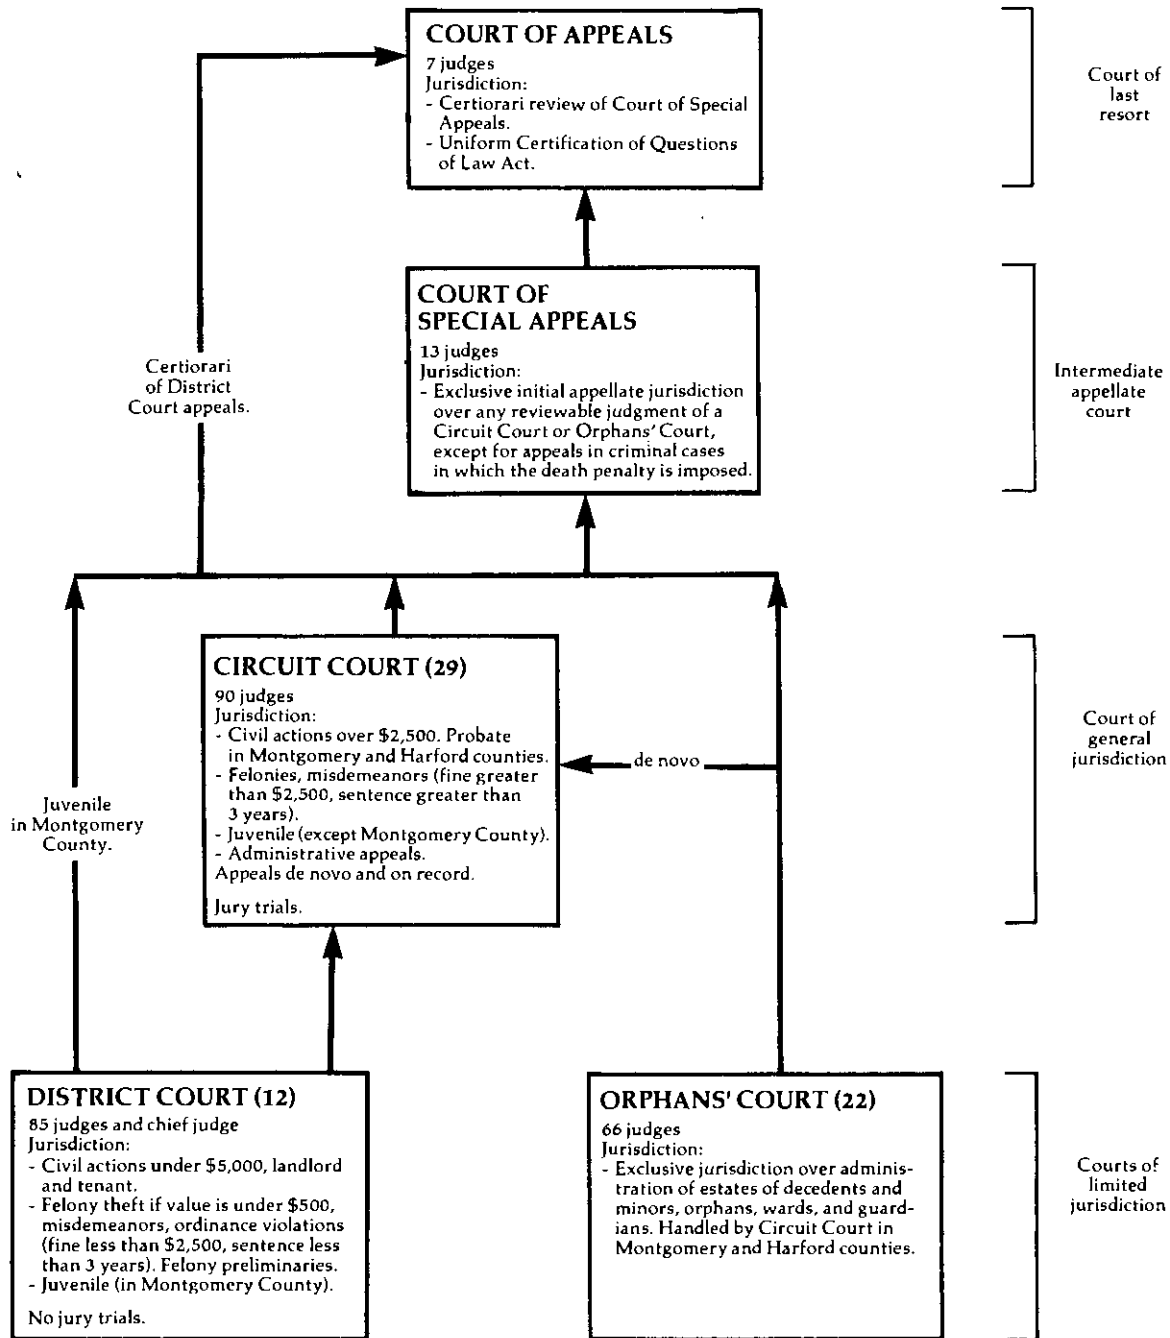 COURT OF APPEALS
7 judges
Jurisdiction:
- Certiorari review of Court of Special
Appeals.
- Uniform Certification of Questions
of Law Act.
Court of
last
resort
COURT OF
SPECIAL APPEALS
13 judges
Jurisdiction:
- Exclusive initial appellate jurisdiction
over any reviewable judgment of a
Circuit Court or Orphans' Court,
except for appeals in criminal cases
in which the death penalty is imposed.
Intermediate
appellate
court
Certiorari
of District
Court appeals.
CIRCUIT COURT (29)
90 judges
Jurisdiction:
- Civil actions over $2,500. Probate
in Montgomery and Harford counties.
- Felonies, misdemeanors (fine greater
than $2,500, sentence greater than
3 years).
- Juvenile (except Montgomery County).
- Administrative appeals.
Appeals de novo and on record.
Jury trials.
de novo
Court of
general
jurisdiction
Juvenile
in Montgomery
County.
DISTRICT COURT (12)
85 judges and chief judge
Jurisdiction:
- Civil actions under $5,000, landlord
and tenant.
- Felony theft if value is under $500,
misdemeanors, ordinance violations
(fine less than $2,500, sentence less
than 3 years). Felony preliminaries.
- Juvenile (in Montgomery County).
No jury trials.
ORPHANS' COURT (22)
66 judges
Jurisdiction:
- Exclusive jurisdiction over adminis-
tration of estates of decedents and
minors, orphans, wards, and guard-
ians. Handled by Circuit Court in
Montgomery and Harford counties.
Courts of
limited
jurisdiction